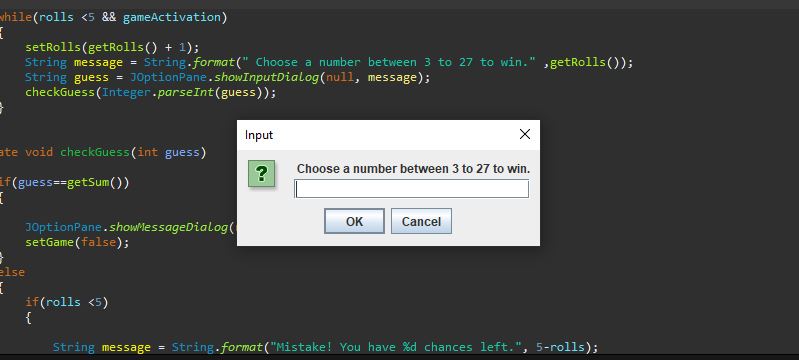 while(rolls <5 && gameActivation)
{
setRolls(getRolls() + 1);
String message = String.format(" Choose a number between 3 to 27 to win." ,getRolls());
String guess = JOptionPane.showInputDialog(null, message);
checkGuess(Integer.parseInt(guess));
}
ate void checkGuess(int guess)
if(guess==getSum())
{
JOptionPane.showMessageDialog(
setGame(false);
}
else
{
if(rolls <5)
{
String message = String.format("Mistake! You have %d chances left.", 5-rolls);
Input
?
Choose a number between 3 to 27 to win.
OK
Cancel